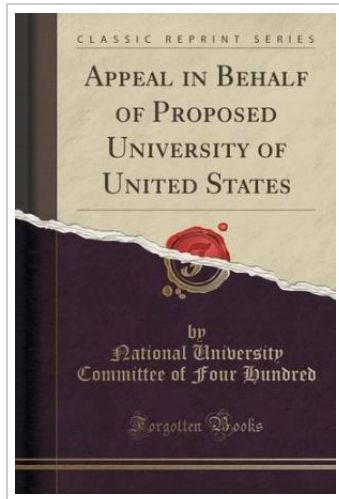 CLASSIC REPRINT SERIES
APPEAL IN BEHALF
OF PROPOSED
UNIVERSITY OF
UNITED STATES
by
National University
Committee of Four Hundred
Forgotten Books